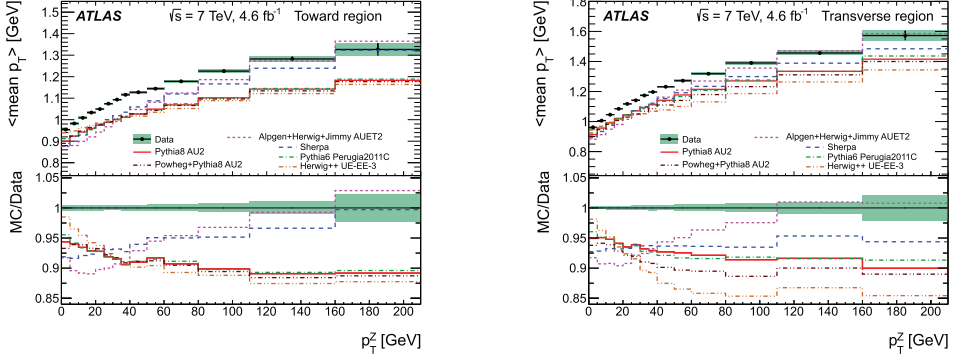 ATLAS √s = 7 TeV, 4.6 fb⁻¹ Toward region
<mean p_T> [GeV]
1.5
1.4
1.3
1.2
1.1
1
0.9
0.8
Data
Pythia8 AU2
Powheg+Pythia8 AU2
Alpgen+Herwig+Jimmy AUET2
Sherpa
Pythia6 Perugia2011C
Herwig++ UE-EE-3
MC/Data
1
0.95
0.9
0.85
0 20 40 60 80 100 120 140 160 180 200
p_T^Z [GeV]
ATLAS √s = 7 TeV, 4.6 fb⁻¹ Transverse region
<mean p_T> [GeV]
1.8
1.6
1.4
1.2
1
0.8
Data
Pythia8 AU2
Powheg+Pythia8 AU2
Alpgen+Herwig+Jimmy AUET2
Sherpa
Pythia6 Perugia2011C
Herwig++ UE-EE-3
MC/Data
1
0.95
0.9
0.85
0 20 40 60 80 100 120 140 160 180 200
p_T^Z [GeV]